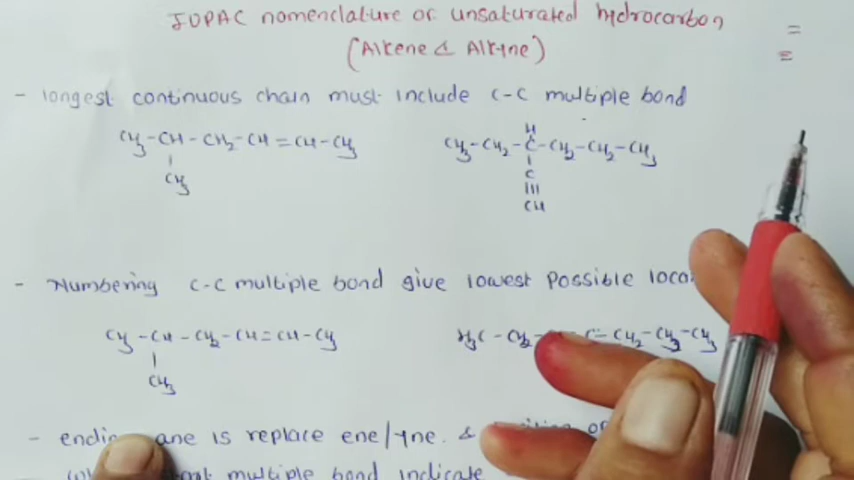 IUPAC nomenclature of unsaturated hydrocarbon
(Alkene & Alkyne)
- longest continuous chain must include C-C multiple bond
CH3-CH-CH2-CH=CH-CH3
CH3
H
CH3-CH2-C-CH2-CH2-CH3
C
|||
CH
- Numbering C-C multiple bond give lowest possible
CH3-CH-CH2-CH=CH-CH3
CH3
H3C-CH2- C=CH2-CH2-CH3
- ane is replace ene/yne. &
multiple bond indicate